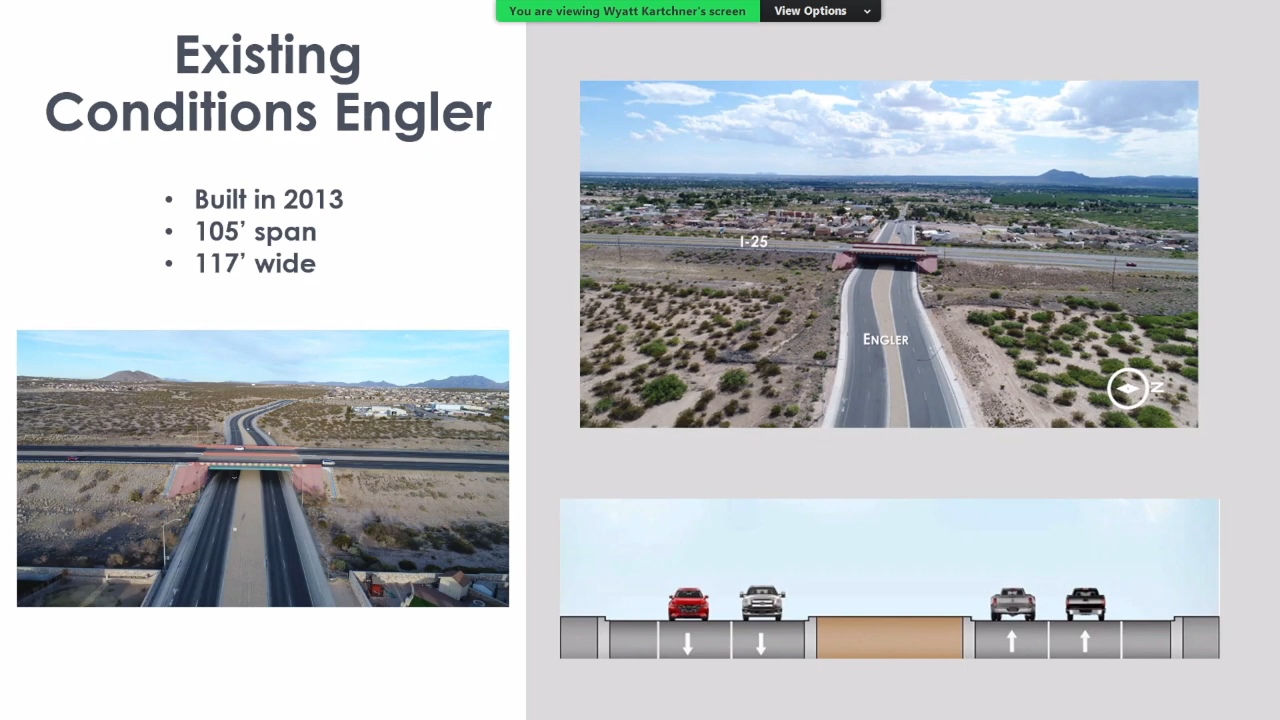 You are viewing Wyatt Kartchner's screen
View Options
Existing
Conditions Engler
• Built in 2013
• 105’ span
• 117’ wide
I-25
ENGLER
N